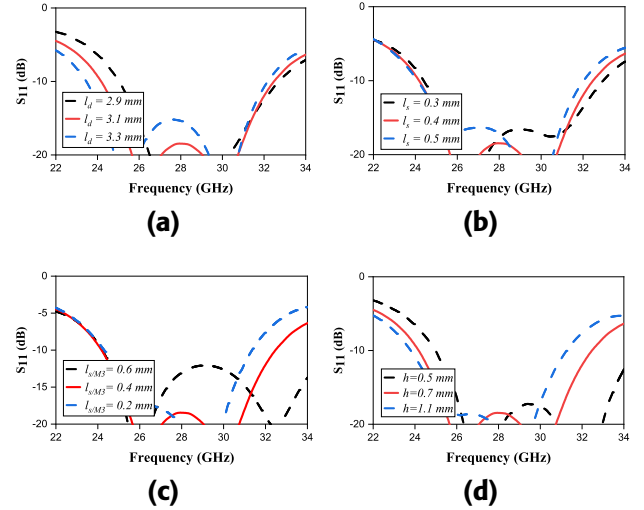 0
-10
-20
S11 (dB)
ld = 2.9 mm
ld = 3.1 mm
ld = 3.3 mm
22 24 26 28 30 32 34
Frequency (GHz)
(a)
0
-10
-20
S11 (dB)
ls = 0.3 mm
ls = 0.4 mm
ls = 0.5 mm
22 24 26 28 30 32 34
Frequency (GHz)
(b)
0
-5
-10
-15
-20
S11 (dB)
ls/M3= 0.6 mm
ls/M3= 0.4 mm
ls/M3= 0.2 mm
22 24 26 28 30 32 34
Frequency (GHz)
(c)
0
-10
-20
S11 (dB)
h=0.5 mm
h=0.7 mm
h=1.1 mm
22 24 26 28 30 32 34
Frequency (GHz)
(d)